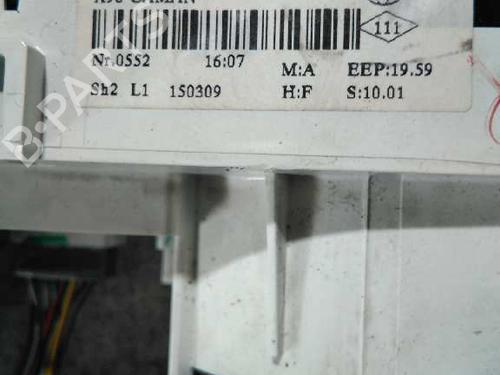 111
Nr.0552 16:07 M:A EEP:19.59
Sh2 L1 150309 H:F S:10.01
B-PARTS